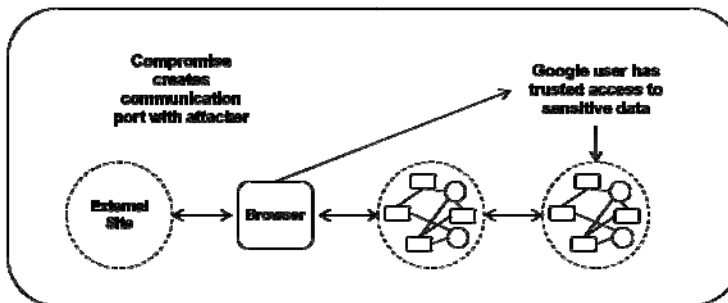 Compromise
creates
communication
port with attacker
Google user has
trusted access to
sensitive data
External
Site
Browser